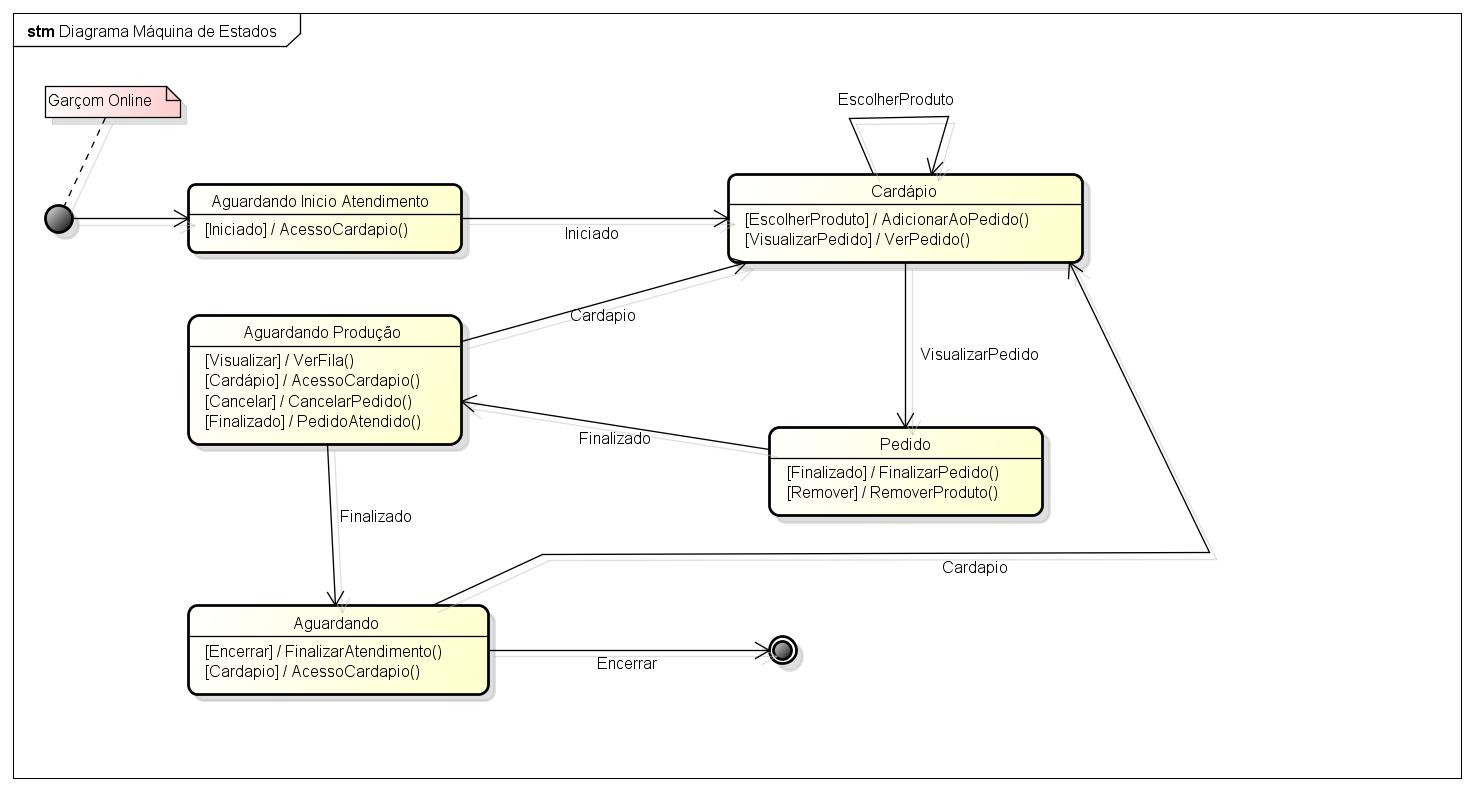 stm Diagrama Máquina de Estados
Garçom Online
EscolherProduto
Aguardando Inicio Atendimento
[Iniciado] / AcessoCardapio()
Iniciado
Cardápio
[EscolherProduto] / AdicionarAoPedido()
[VisualizarPedido] / VerPedido()
Aguardando Produção
[Visualizar] / VerFila()
[Cardápio] / AcessoCardapio()
[Cancelar] / CancelarPedido()
[Finalizado] / PedidoAtendido()
Cardapio
VisualizarPedido
Finalizado
Pedido
[Finalizado] / FinalizarPedido()
[Remover] / RemoverProduto()
Finalizado
Cardapio
Aguardando
[Encerrar] / FinalizarAtendimento()
[Cardapio] / AcessoCardapio()
Encerrar